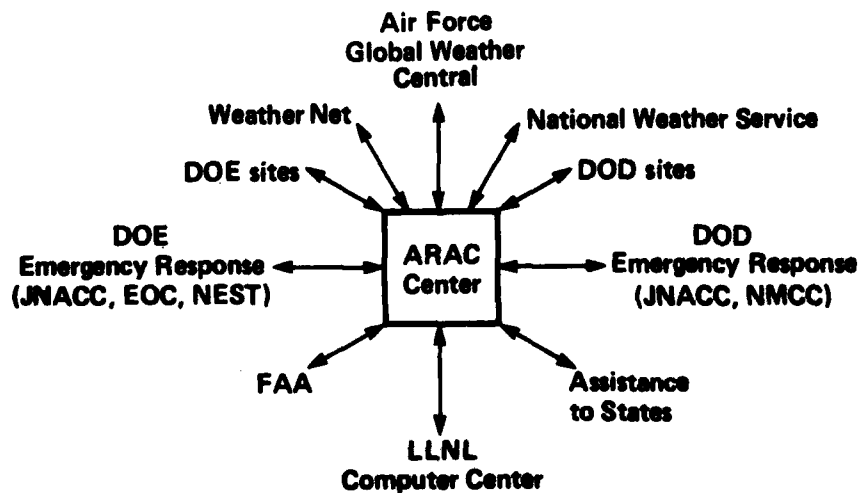 Air Force
Global Weather
Central
Weather Net
National Weather Service
DOE sites
DOD sites
DOE
Emergency Response
(JNACC, EOC, NEST)
ARAC
Center
DOD
Emergency Response
(JNACC, NMCC)
FAA
Assistance
to States
LLNL
Computer Center